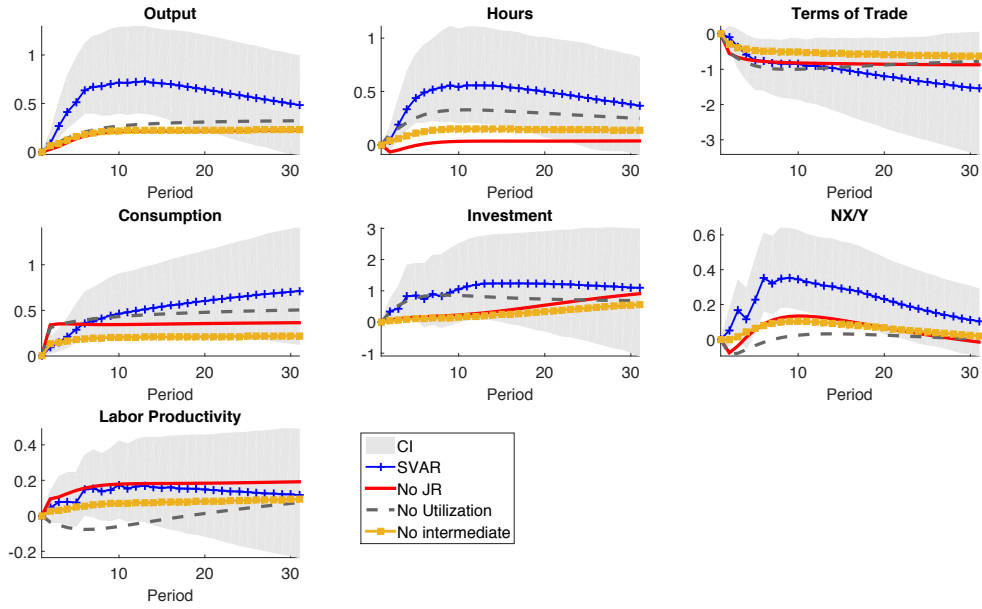 Output
1
0.5
0
10 20 30
Period
Hours
1
0.5
0
10 20 30
Period
Terms of Trade
0
-1
-2
-3
10 20 30
Period
Consumption
1
0.5
0
10 20 30
Period
Investment
3
2
1
0
-1
10 20 30
Period
NX/Y
0.6
0.4
0.2
0
10 20 30
Period
Labor Productivity
0.4
0.2
0
-0.2
10 20 30
Period
CI
SVAR
No JR
No Utilization
No intermediate